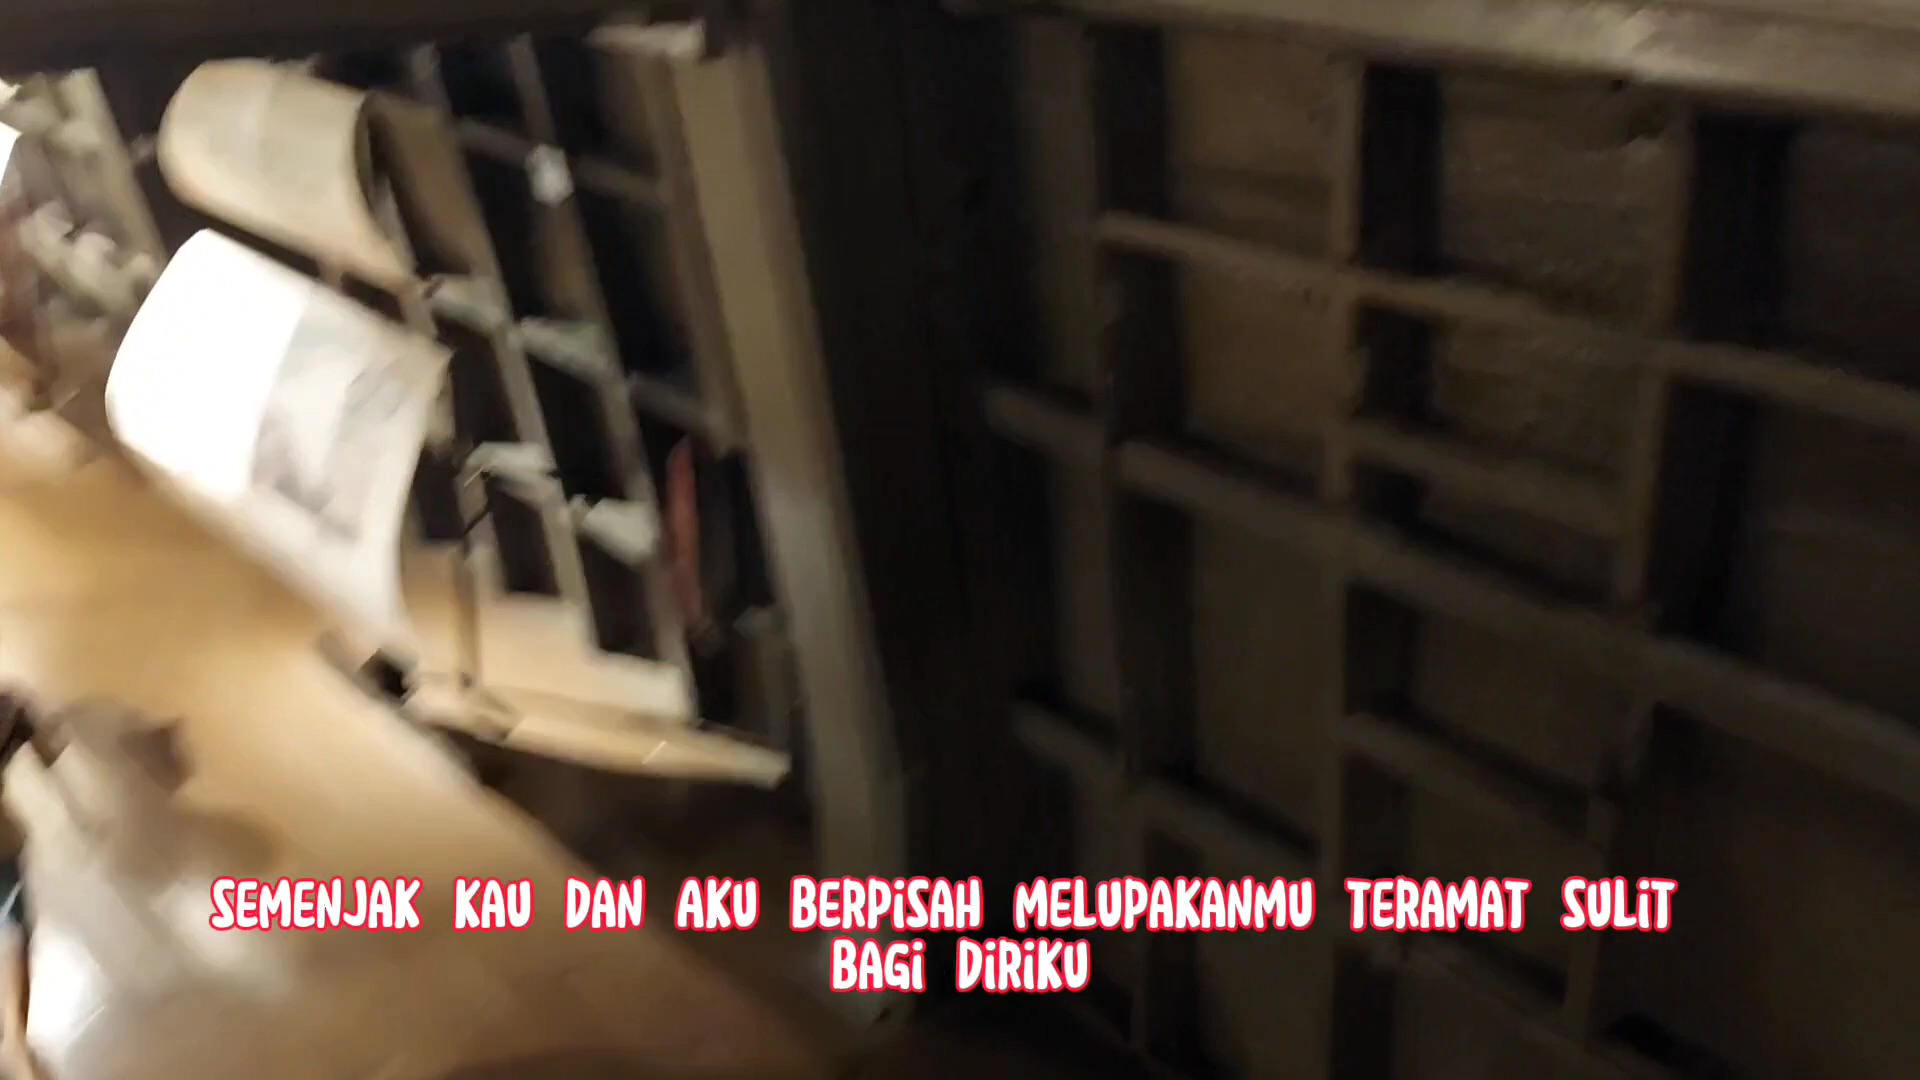 SEMENJAK KAU DAN AKU BERPISAH MELUPAKANMU TERAMAT SULIT
BAGI DIRIKU